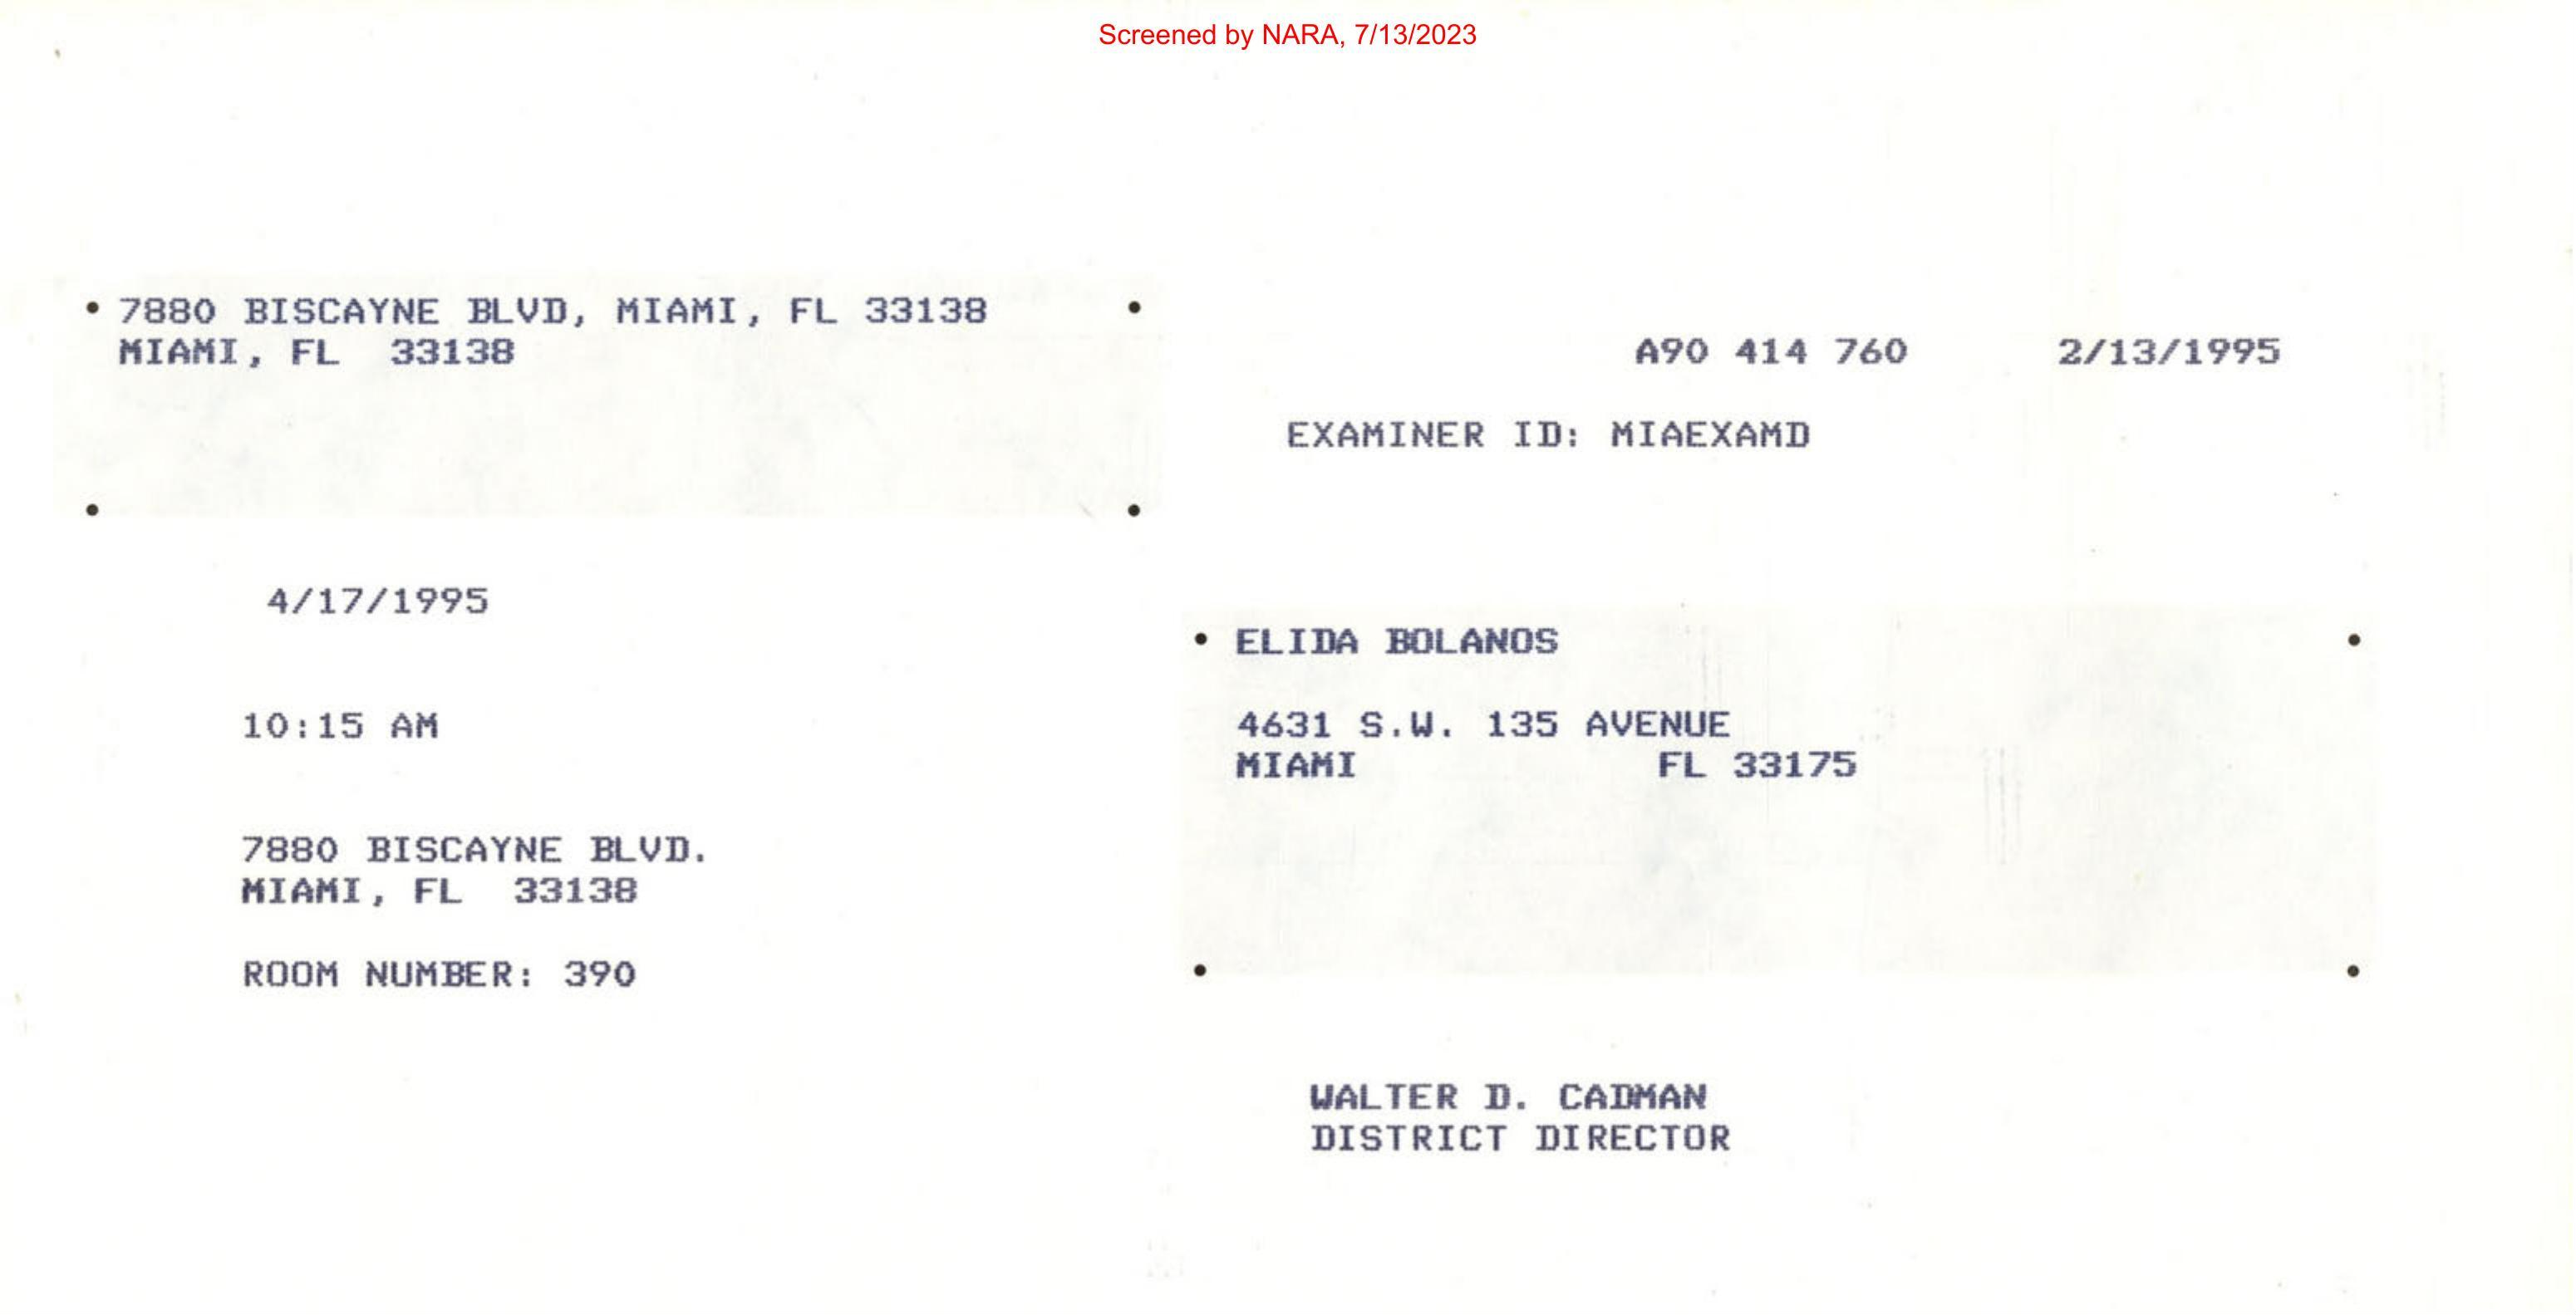 Screened by NARA, 7/13/2023
7880 BISCAYNE BLVD, MIAMI, FL 33138
MIAMI, FL 33138
A90 414 760 2/13/1995
EXAMINER ID: MIAEXAMD
4/17/1995
10:15 AM
7880 BISCAYNE BLVD.
MIAMI, FL 33138
ROOM NUMBER: 390
ELIDA BOLANOS
4631 S.W. 135 AVENUE
MIAMI FL 33175
WALTER D. CADMAN
DISTRICT DIRECTOR